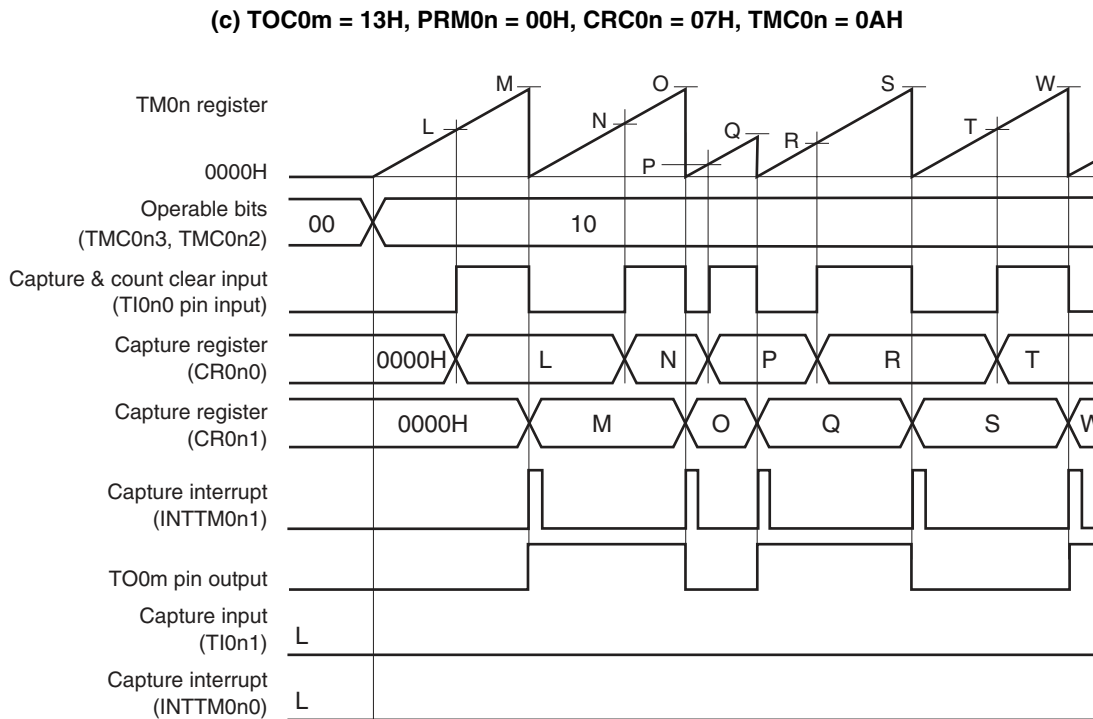 (c) TOC0m = 13H, PRM0n = 00H, CRC0n = 07H, TMC0n = 0AH
M O S W
TM0n register
L N Q R T
P
0000H
Operable bits
(TMC0n3, TMC0n2)
00 10
Capture & count clear input
(TI0n0 pin input)
Capture register
(CR0n0)
0000H L N P R T
Capture register
(CR0n1)
0000H M O Q S W
Capture interrupt
(INTTM0n1)
TO0m pin output
Capture input
(TI0n1)
L
Capture interrupt
(INTTM0n0)
L